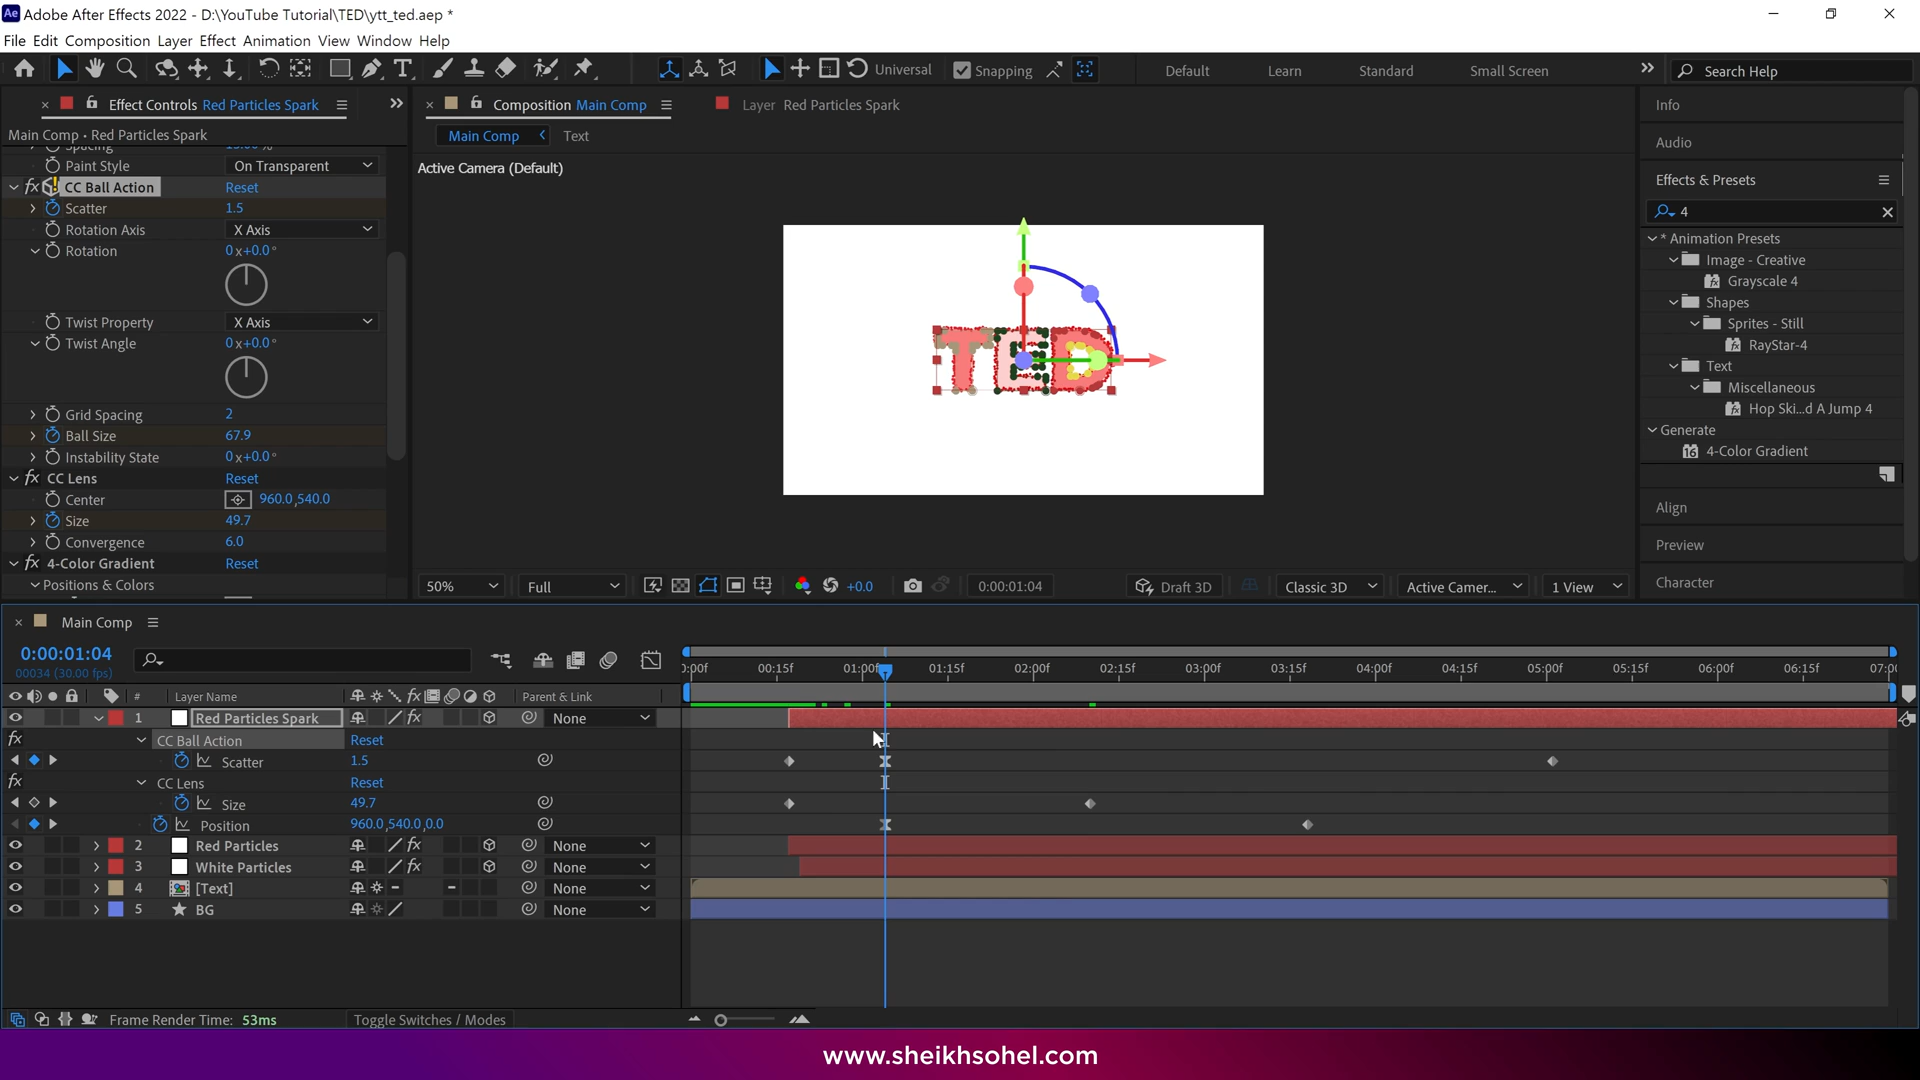 Adobe After Effects 2022 - D:\YouTube Tutorial\TED\ytt_ted.aep *
File Edit Composition Layer Effect Animation View Window Help
Universal Snapping Default Learn Standard Small Screen Search Help
Effect Controls Red Particles Spark
Composition Main Comp
Layer Red Particles Spark
Info
Main Comp • Red Particles Spark
Main Comp Text
Audio
Spacing
Paint Style On Transparent
Active Camera (Default)
Effects & Presets
CC Ball Action Reset
Scatter 1.5
4
Rotation Axis X Axis
* Animation Presets
Rotation 0x+0.0°
Image - Creative
Grayscale 4
Shapes
Twist Property X Axis
Sprites - Still
Twist Angle 0x+0.0°
RayStar-4
TED
Text
Miscellaneous
Grid Spacing 2
Hop Ski...d A Jump 4
Ball Size 67.9
Generate
Instability State 0x+0.0°
4-Color Gradient
CC Lens Reset
Center 960.0,540.0
Align
Size 49.7
Convergence 6.0
Preview
4-Color Gradient Reset
Positions & Colors
Character
50% Full +0.0 0:00:01:04 Draft 3D Classic 3D Active Camer... 1 View
Main Comp
0:00:01:04
00034 (30.00 fps)
0:00f 00:15f 01:00f 01:15f 02:00f 02:15f 03:00f 03:15f 04:00f 04:15f 05:00f 05:15f 06:00f 06:15f 07:00
# Layer Name Parent & Link
1 Red Particles Spark None
CC Ball Action Reset
Scatter 1.5
CC Lens Reset
Size 49.7
Position 960.0,540.0,0.0
2 Red Particles None
3 White Particles None
4 [Text] None
5 BG None
Frame Render Time: 53ms Toggle Switches / Modes
www.sheikhsohel.com